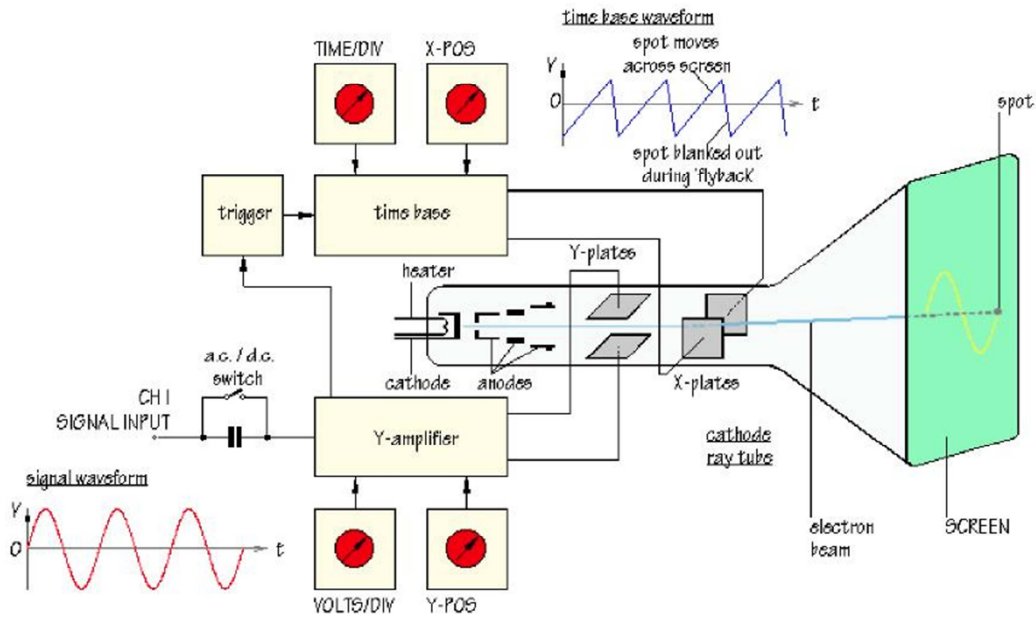 time base waveform
spot moves
across screen
V
0
t
spot blanked out
during 'flyback'
TIME/DIV
X-POS
spot
trigger
time base
Y-plates
heater
cathode
anodes
X-plates
a.c. / d.c.
switch
CH I
SIGNAL INPUT
Y-amplifier
cathode
ray tube
electron
beam
SCREEN
signal waveform
V
0
t
VOLTS/DIV
Y-POS